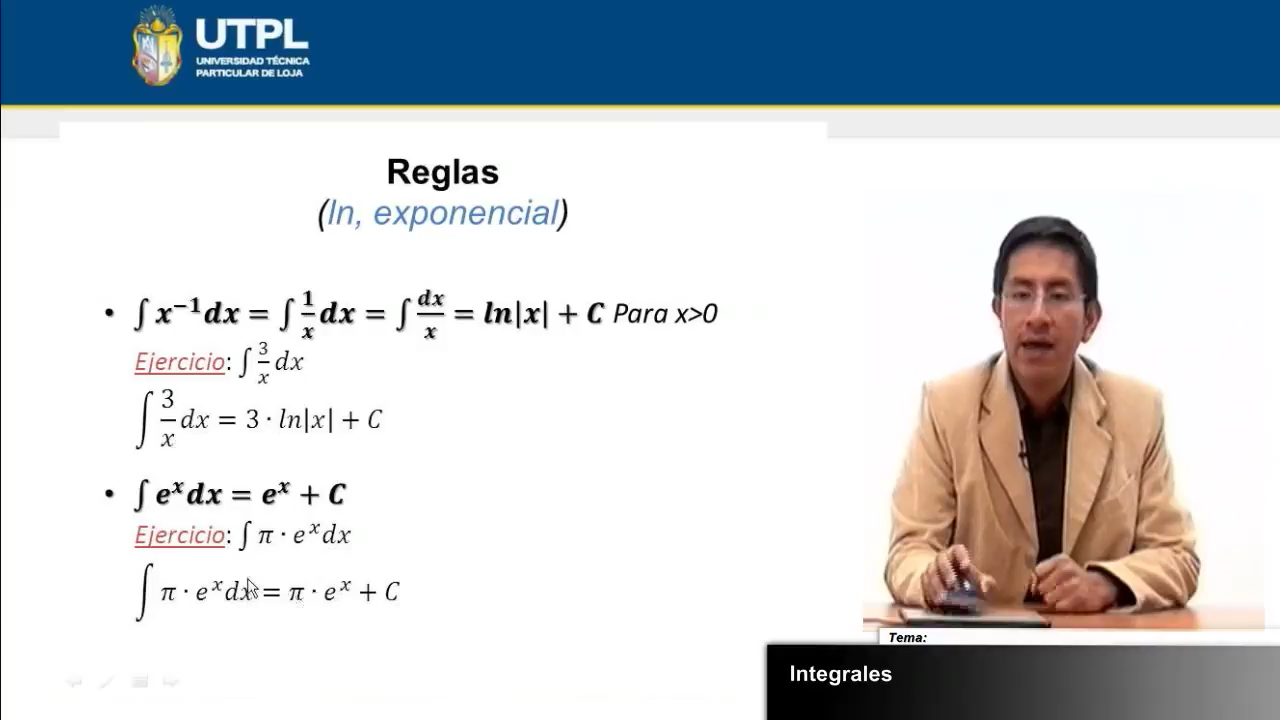 UTPL
UNIVERSIDAD TÉCNICA
PARTICULAR DE LOJA
Reglas
(ln, exponencial)
• ∫ x⁻¹dx = ∫ 1/x dx = ∫ dx/x = ln|x| + C Para x>0
Ejercicio: ∫ 3/x dx
∫ 3/x dx = 3 · ln|x| + C
• ∫ eˣdx = eˣ + C
Ejercicio: ∫ π · eˣdx
∫ π · eˣdx = π · eˣ + C
Tema:
Integrales